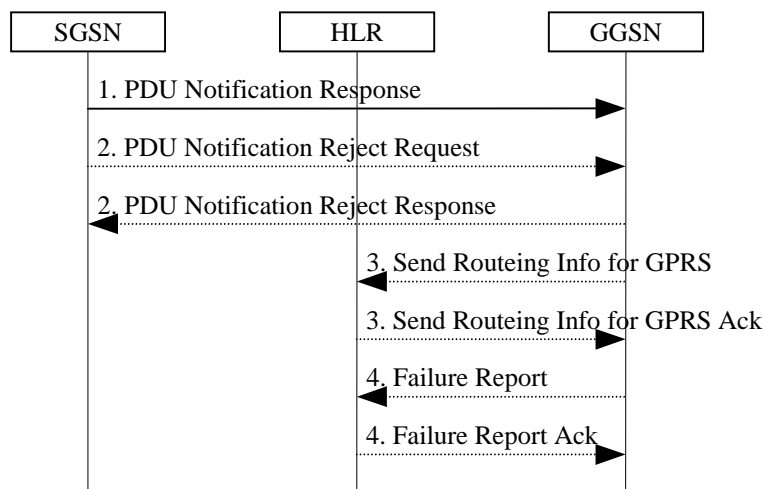 SGSN
HLR
GGSN
1. PDU Notification Response
2. PDU Notification Reject Request
2. PDU Notification Reject Response
3. Send Routeing Info for GPRS
3. Send Routeing Info for GPRS Ack
4. Failure Report
4. Failure Report Ack